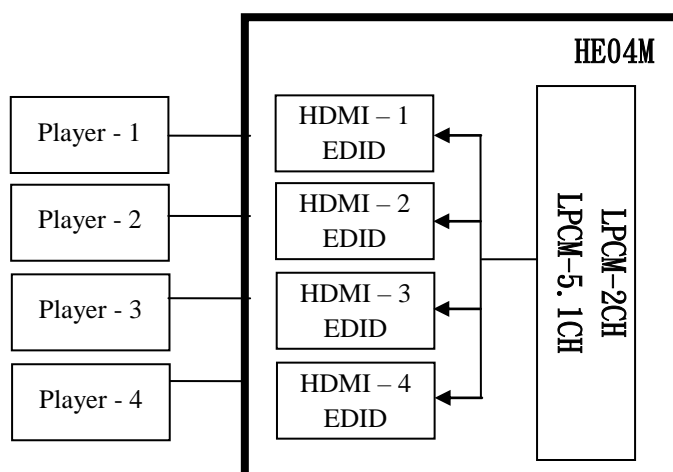 HE04M
Player - 1
HDMI – 1
EDID
Player - 2
HDMI – 2
EDID
Player - 3
HDMI – 3
EDID
Player - 4
HDMI – 4
EDID
LPCM-2CH
LPCM-5.1CH